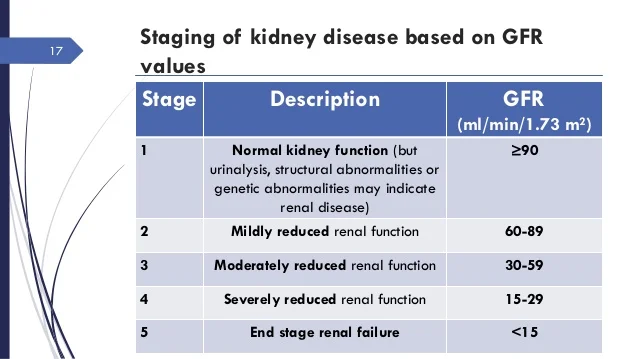 17
Staging of kidney disease based on GFR
values
Stage Description GFR
(ml/min/1.73 m²)
1 Normal kidney function (but ≥90
urinalysis, structural abnormalities or
genetic abnormalities may indicate
renal disease)
2 Mildly reduced renal function 60-89
3 Moderately reduced renal function 30-59
4 Severely reduced renal function 15-29
5 End stage renal failure <15